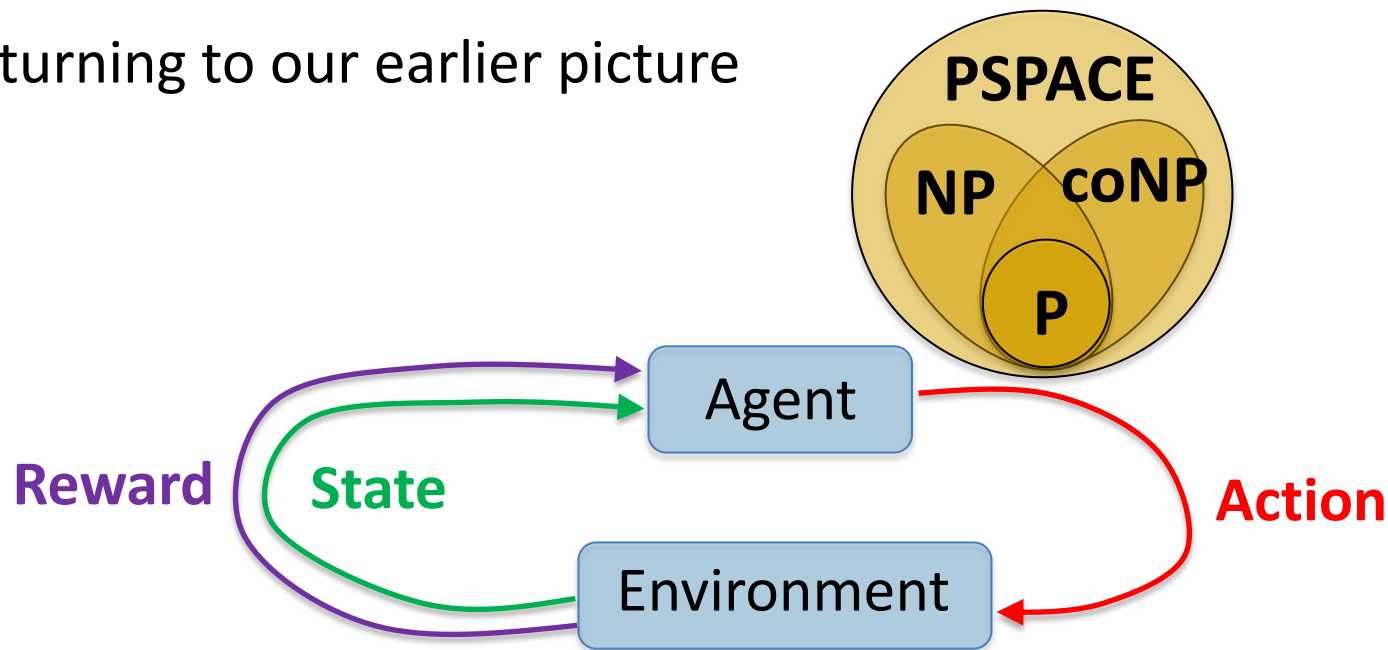 turning to our earlier picture
PSPACE
NP
coNP
P
Agent
Reward
State
Action
Environment